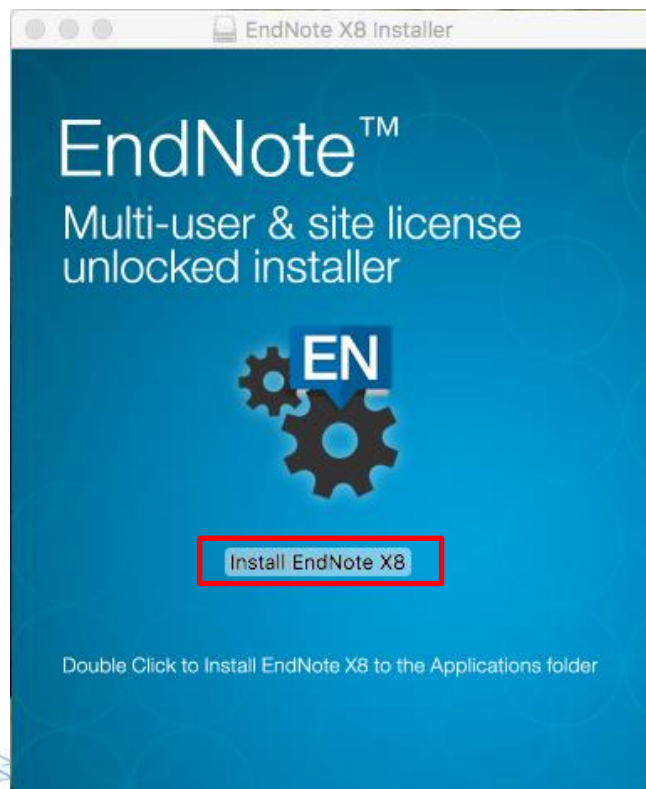 EndNote X8 Installer
EndNote™
Multi-user & site license
unlocked installer
EN
Install EndNote X8
Double Click to Install EndNote X8 to the Applications folder